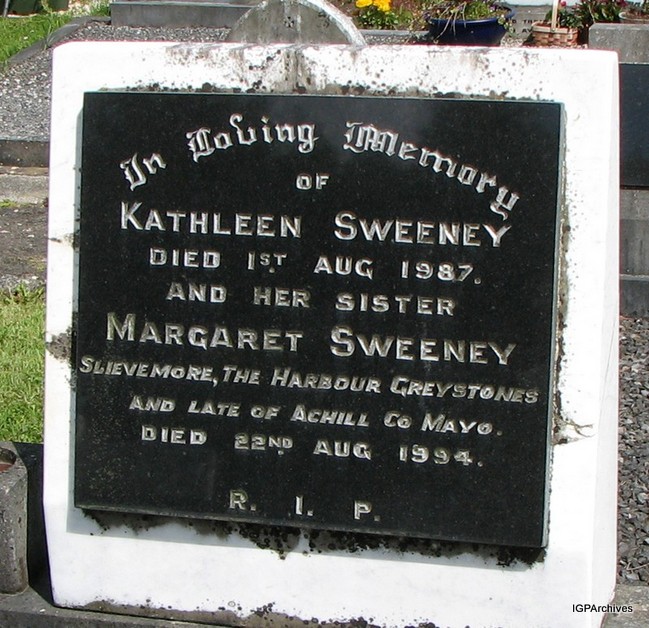 In Loving Memory
OF
KATHLEEN SWEENEY
DIED 1ST AUG 1987.
AND HER SISTER
MARGARET SWEENEY
SLIEVEMORE, THE HARBOUR GREYSTONES
AND LATE OF ACHILL CO MAYO.
DIED 22ND AUG 1994.
R. I. P.
IGPArchives